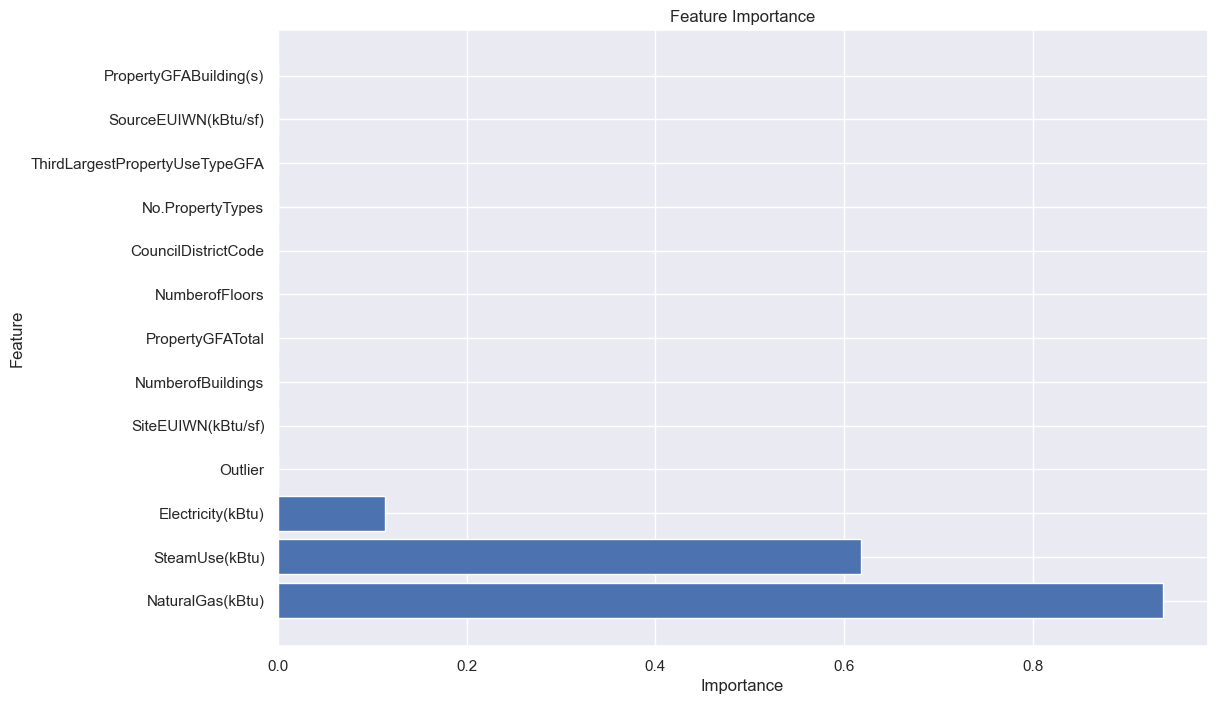 Feature Importance
PropertyGFABuilding(s)
SourceEUIWN(kBtu/sf)
ThirdLargestPropertyUseTypeGFA
No.PropertyTypes
CouncilDistrictCode
NumberofFloors
PropertyGFATotal
NumberofBuildings
SiteEUIWN(kBtu/sf)
Outlier
Electricity(kBtu)
SteamUse(kBtu)
NaturalGas(kBtu)
Feature
0.0 0.2 0.4 0.6 0.8
Importance